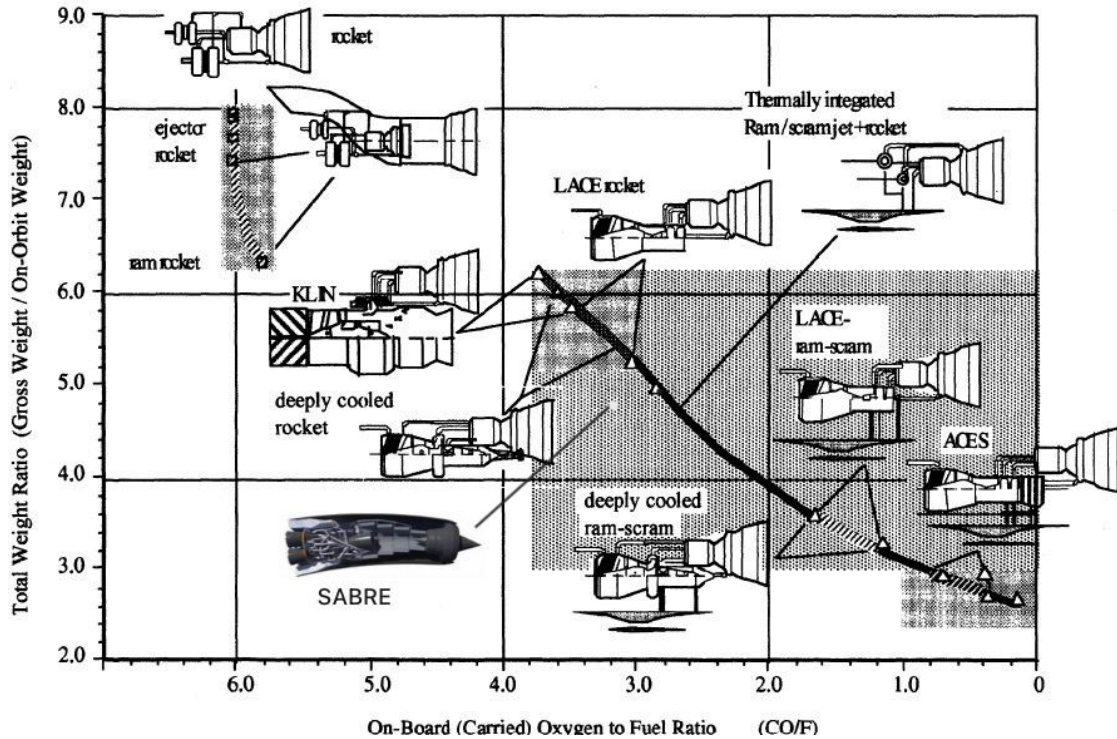 9.0
8.0
7.0
6.0
5.0
4.0
3.0
2.0
Total Weight Ratio (Gross Weight / On-Orbit Weight)
rocket
ejector
rocket
ram rocket
KLIN
deeply cooled
rocket
SABRE
LACE rocket
Thermally integrated
Ram/scramjet+rocket
LACE-
ram-scram
ACES
deeply cooled
ram-scram
6.0
5.0
4.0
3.0
2.0
1.0
0
On-Board (Carried) Oxygen to Fuel Ratio (CO/F)